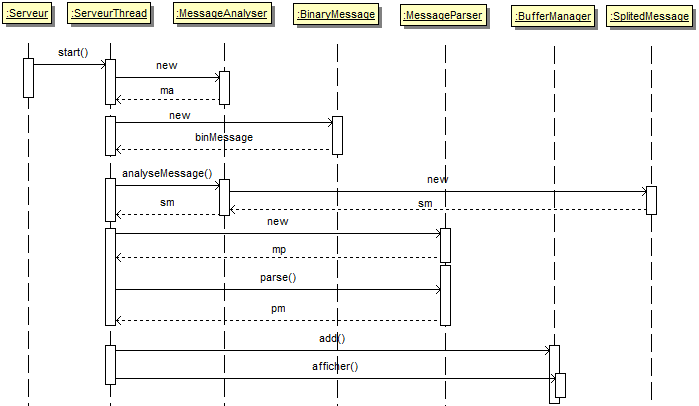 :Serveur
:ServeurThread
:MessageAnalyser
:BinaryMessage
:MessageParser
:BufferManager
:SplitedMessage
start()
new
ma
new
binMessage
analyseMessage()
new
sm
sm
new
mp
parse()
pm
add()
afficher()